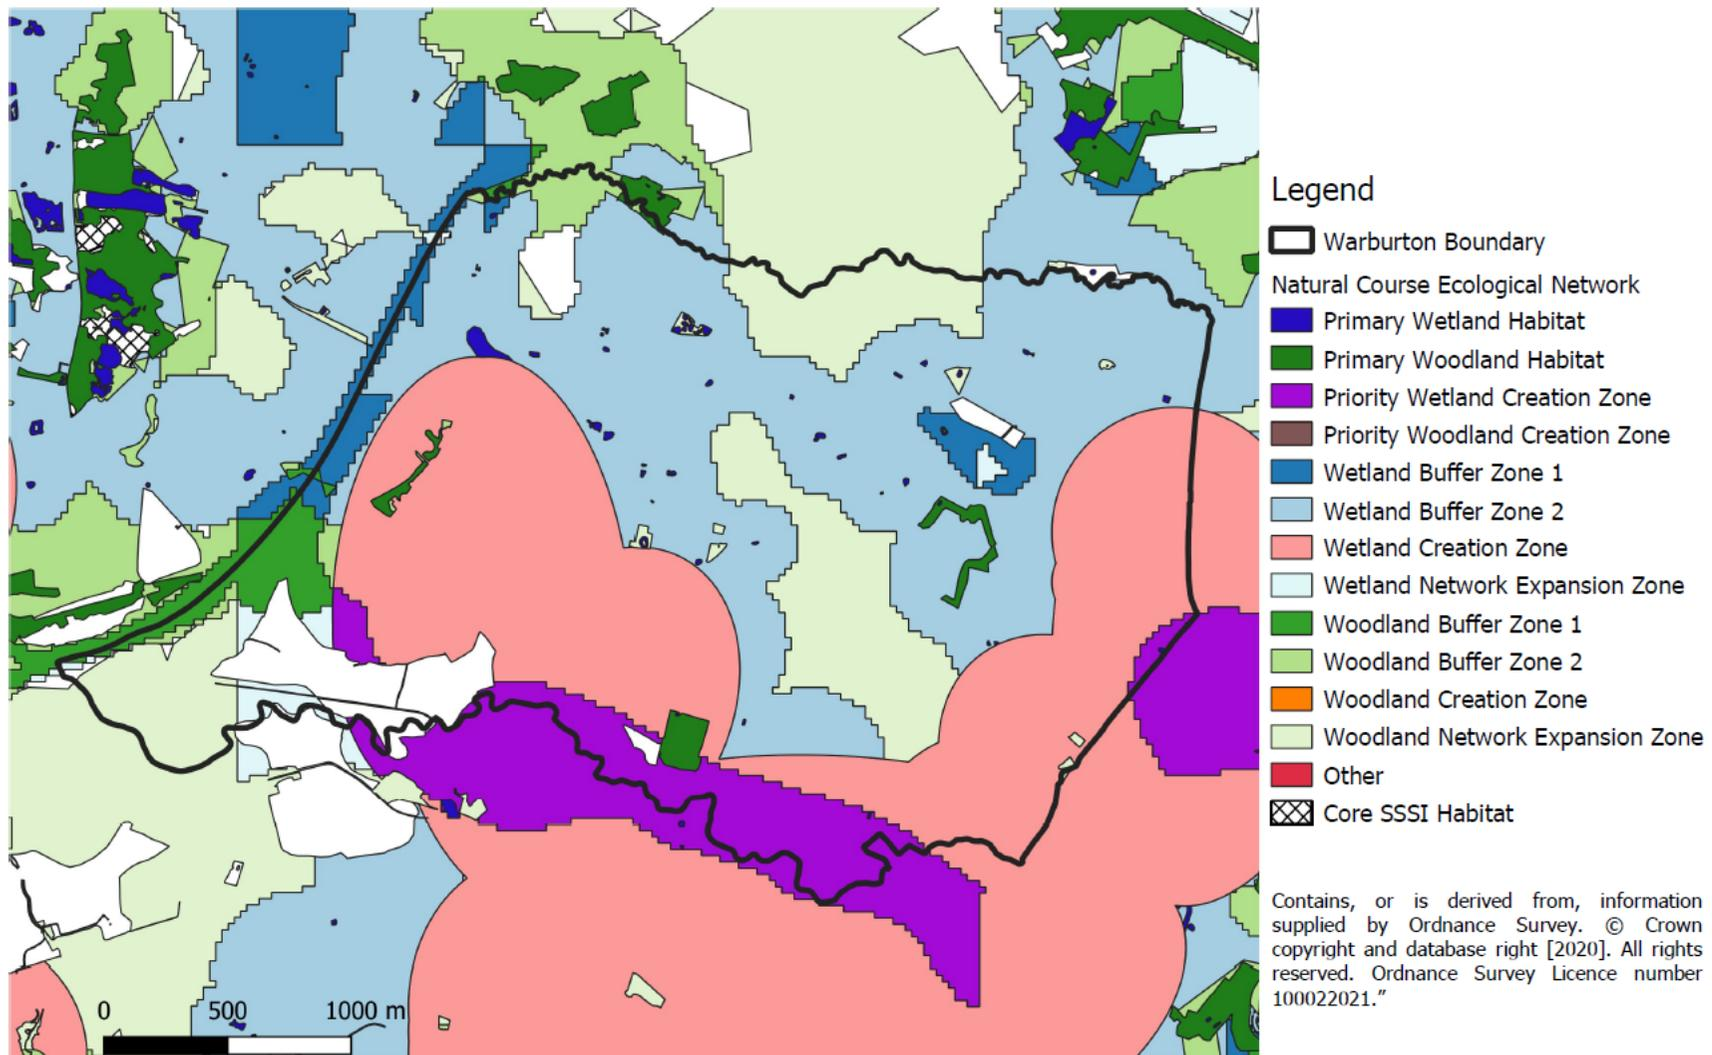 Legend
Warburton Boundary
Natural Course Ecological Network
Primary Wetland Habitat
Primary Woodland Habitat
Priority Wetland Creation Zone
Priority Woodland Creation Zone
Wetland Buffer Zone 1
Wetland Buffer Zone 2
Wetland Creation Zone
Wetland Network Expansion Zone
Woodland Buffer Zone 1
Woodland Buffer Zone 2
Woodland Creation Zone
Woodland Network Expansion Zone
Other
Core SSSI Habitat
Contains, or is derived from, information
supplied by Ordnance Survey. © Crown
copyright and database right [2020]. All rights
reserved. Ordnance Survey Licence number
100022021.”
0 500 1000 m